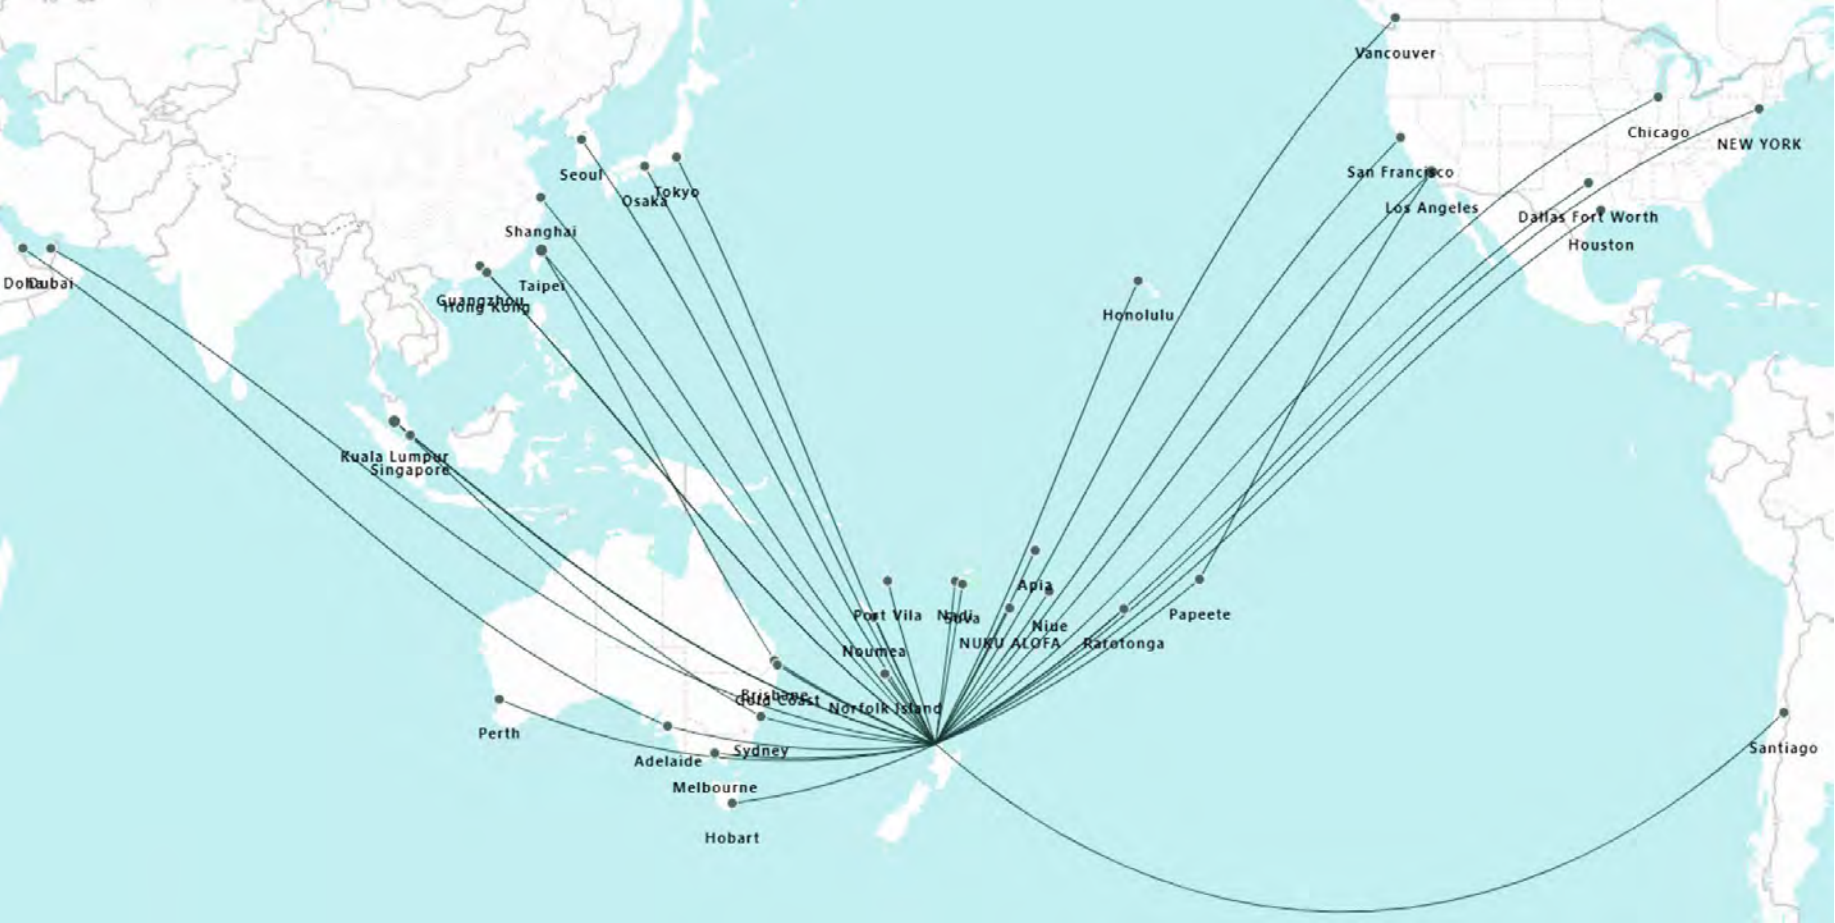 Vancouver
Chicago
NEW YORK
Seoul
San Francisco
Tokyo
Osaka
Los Angeles
Dallas Fort Worth
Shanghai
Houston
Doha
Dubai
Taipei
Guangzhou
Hong Kong
Honolulu
Kuala Lumpur
Singapore
Apia
Port Vila
Nadi
Suva
Papeete
Niue
NUKU ALOFA
Rarotonga
Noumea
Brisbane
Gold Coast
Norfolk Island
Perth
Sydney
Santiago
Adelaide
Melbourne
Hobart